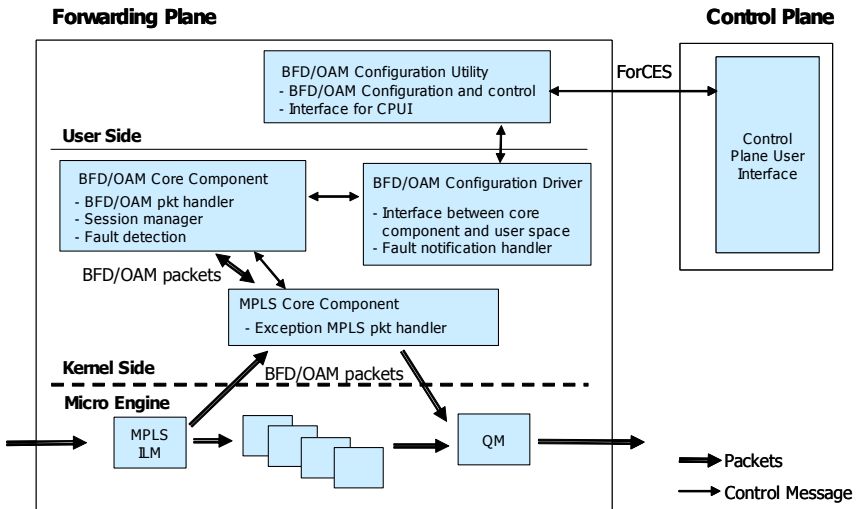 Forwarding Plane
Control Plane
BFD/OAM Configuration Utility
- BFD/OAM Configuration and control
- Interface for CPUI
ForCES
User Side
Control
Plane User
Interface
BFD/OAM Core Component
- BFD/OAM pkt handler
- Session manager
- Fault detection
BFD/OAM Configuration Driver
- Interface between core
component and user space
- Fault notification handler
BFD/OAM packets
MPLS Core Component
- Exception MPLS pkt handler
Kernel Side
BFD/OAM packets
Micro Engine
MPLS
ILM
QM
Packets
Control Message